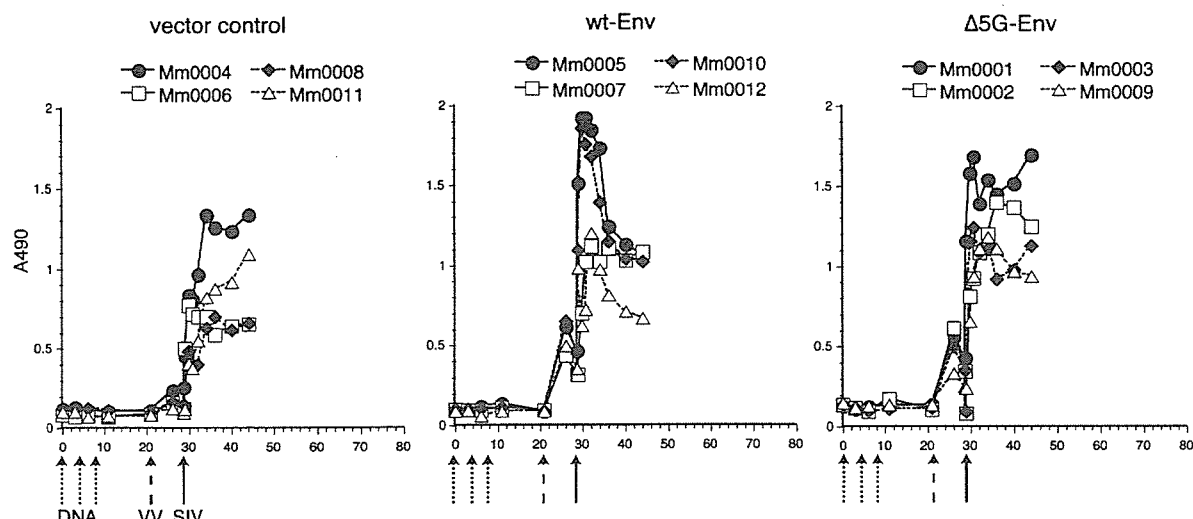 vector control
Mm0004 Mm0008
Mm0006 Mm0011
2
1.5
1
0.5
0
A490
0 10 20 30 40 50 60 70 80
DNA VV SIV
wt-Env
Mm0005 Mm0010
Mm0007 Mm0012
2
1.5
1
0.5
0
0 10 20 30 40 50 60 70 80
Δ5G-Env
Mm0001 Mm0003
Mm0002 Mm0009
2
1.5
1
0.5
0
0 10 20 30 40 50 60 70 80